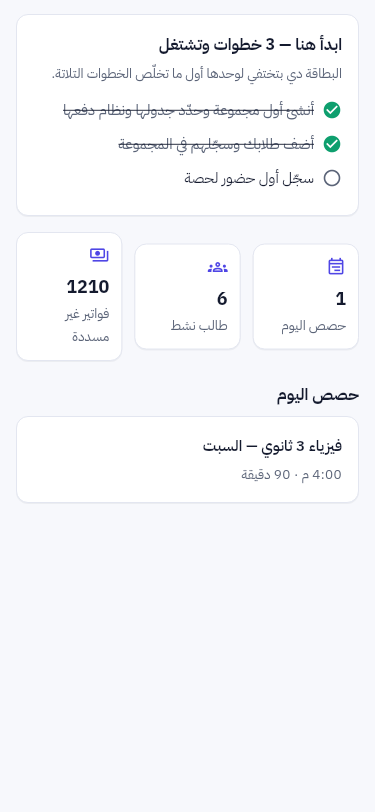 ابدأ هنا — 3 خطوات وتشتغل
البطاقة دي بتختفي لوحدها أول ما تخلّص الخطوات التلاتة.
أنشئ أول مجموعة وحدّد جدولها ونظام دفعها
أضف طلابك وسجّلهم في المجموعة
سجّل أول حضور لحصة
1
حصص اليوم
6
طالب نشط
1210
فواتير غير
مسددة
حصص اليوم
فيزياء 3 ثانوي — السبت
4:00 م · 90 دقيقة